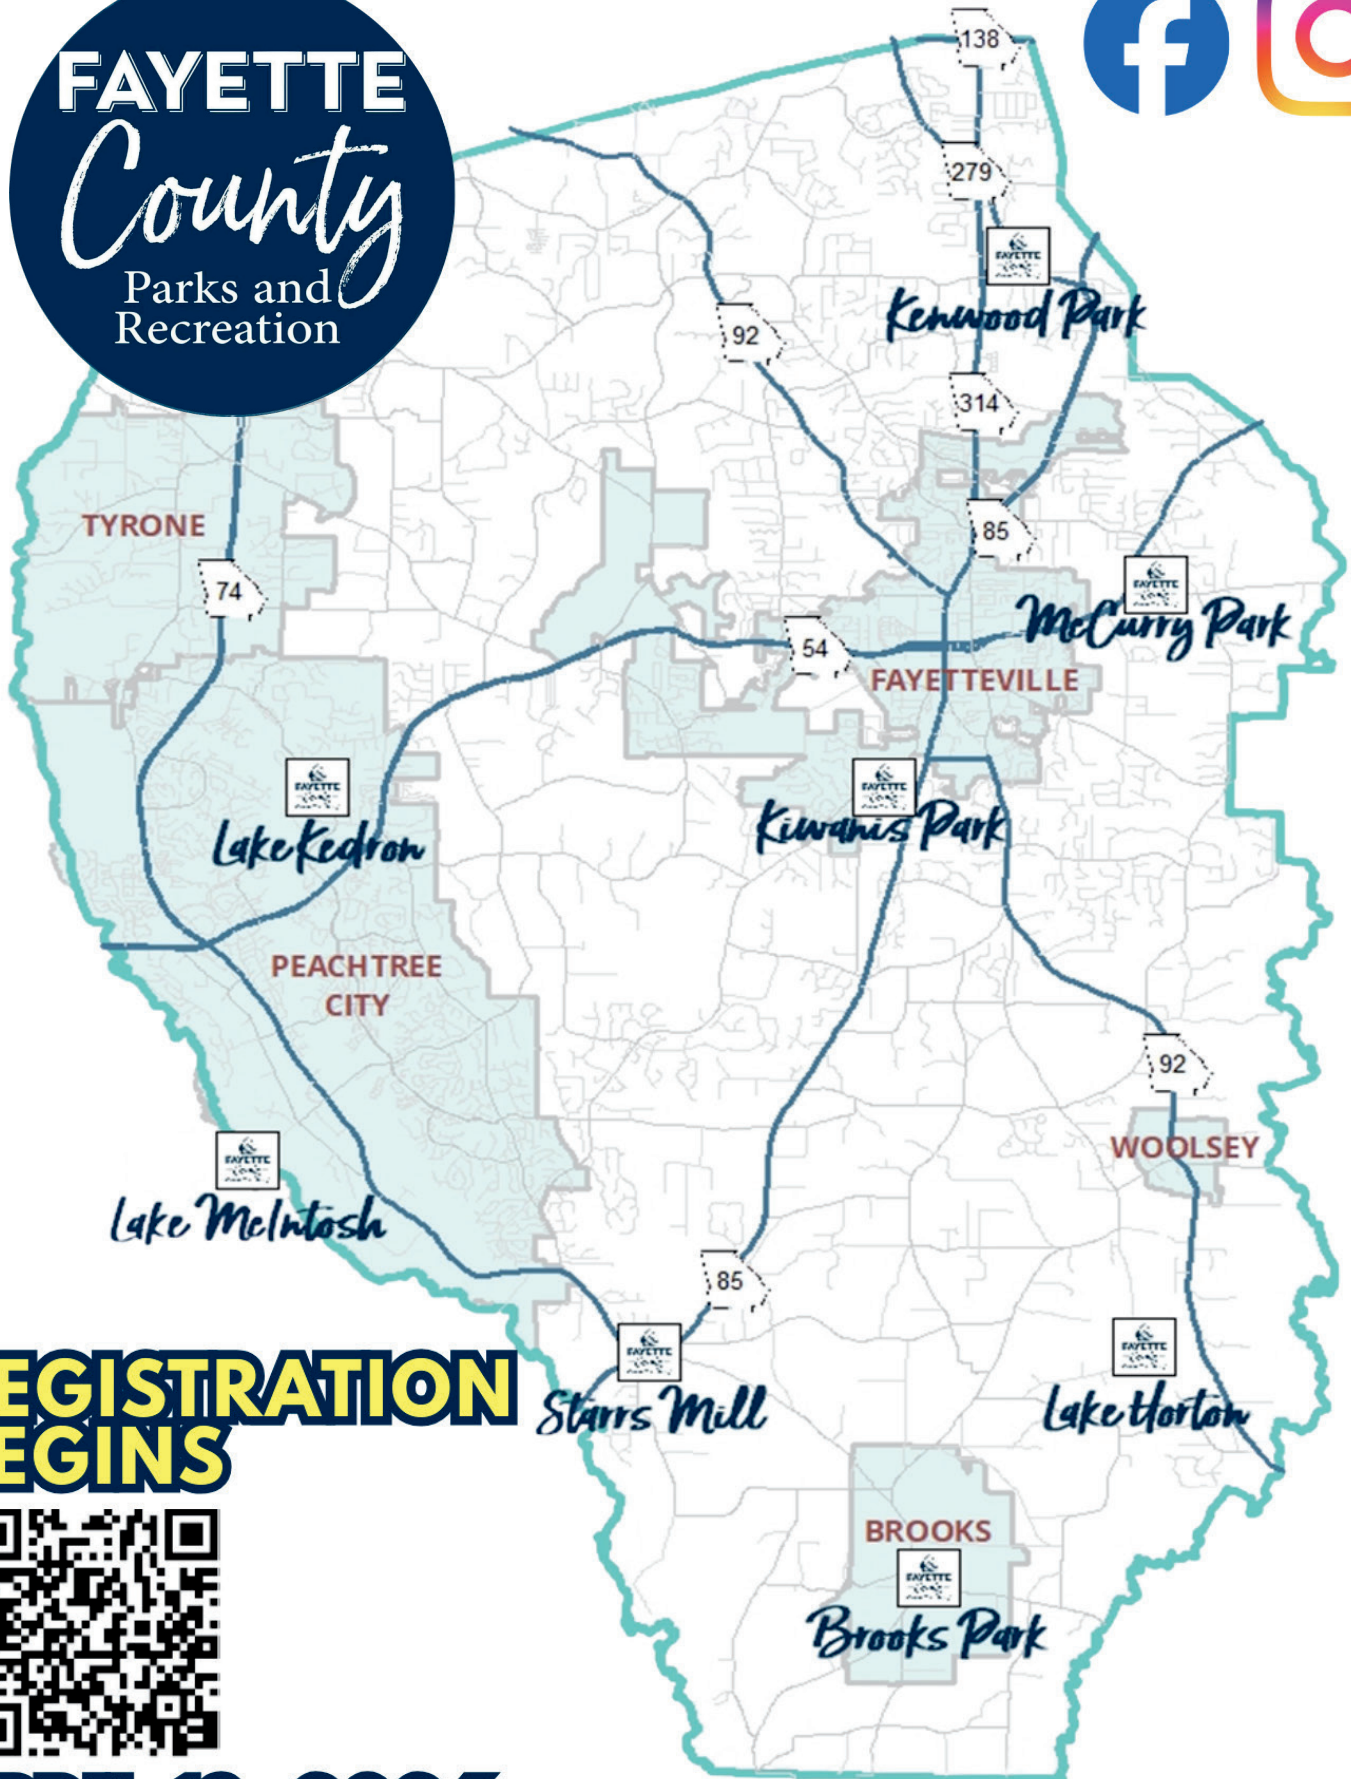 FAYETTE
County
Parks and
Recreation
138
279
Kenwood Park
92
314
TYRONE
85
74
McCurry Park
54
FAYETTEVILLE
Lake Kedron
Kiwanis Park
PEACHTREE
CITY
92
WOOLSEY
Lake McIntosh
85
EGISTRATION
EGINS
Starrs Mill
Lake Horton
BROOKS
Brooks Park